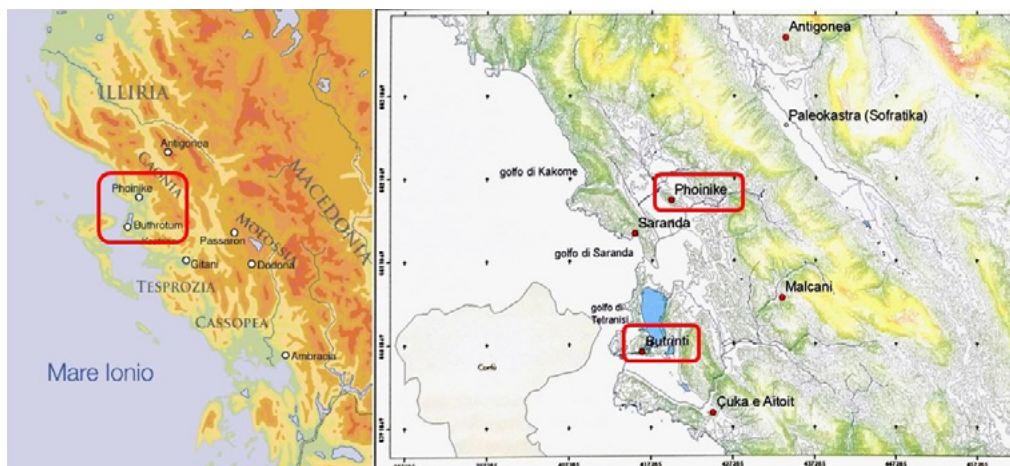 ILLIRIA
Antigonea
CAONIA
MACEDONIA
Phoinike
Buthrotum
Passaron
MOLOSSIA
Gitani
Dodona
TESPROZIA
CASSOPEA
Ambracia
Mare Ionio
Antigonea
Paleokastra (Sofratika)
golfo di Kakome
Phoinike
Saranda
golfo di Saranda
Malcani
golfo di
Tetranisi
Butrinti
Corfù
Çuka e Aitoit